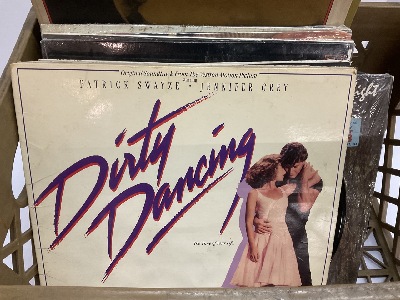 Original Soundtrack From The Vestron Motion Picture
PATRICK SWAYZE · JENNIFER GREY
Dirty
Dancing